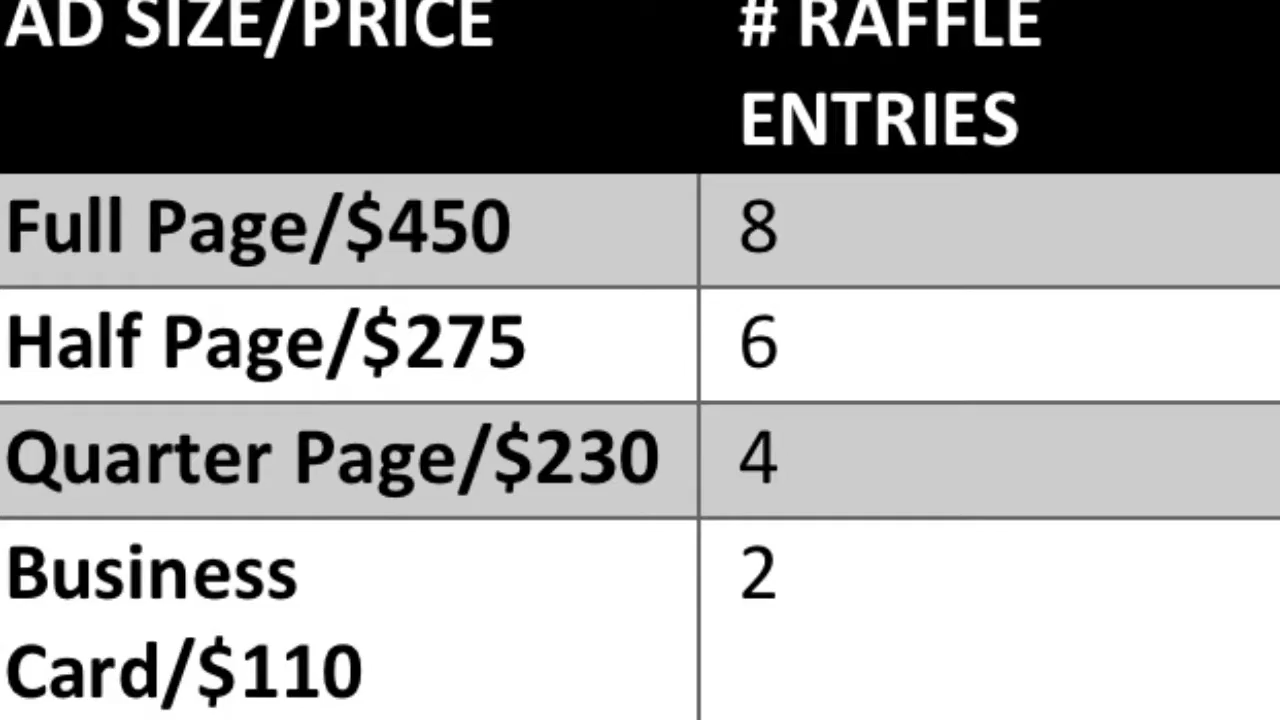 AD SIZE/PRICE
# RAFFLE
ENTRIES
Full Page/$450
8
Half Page/$275
6
Quarter Page/$230
4
Business
Card/$110
2